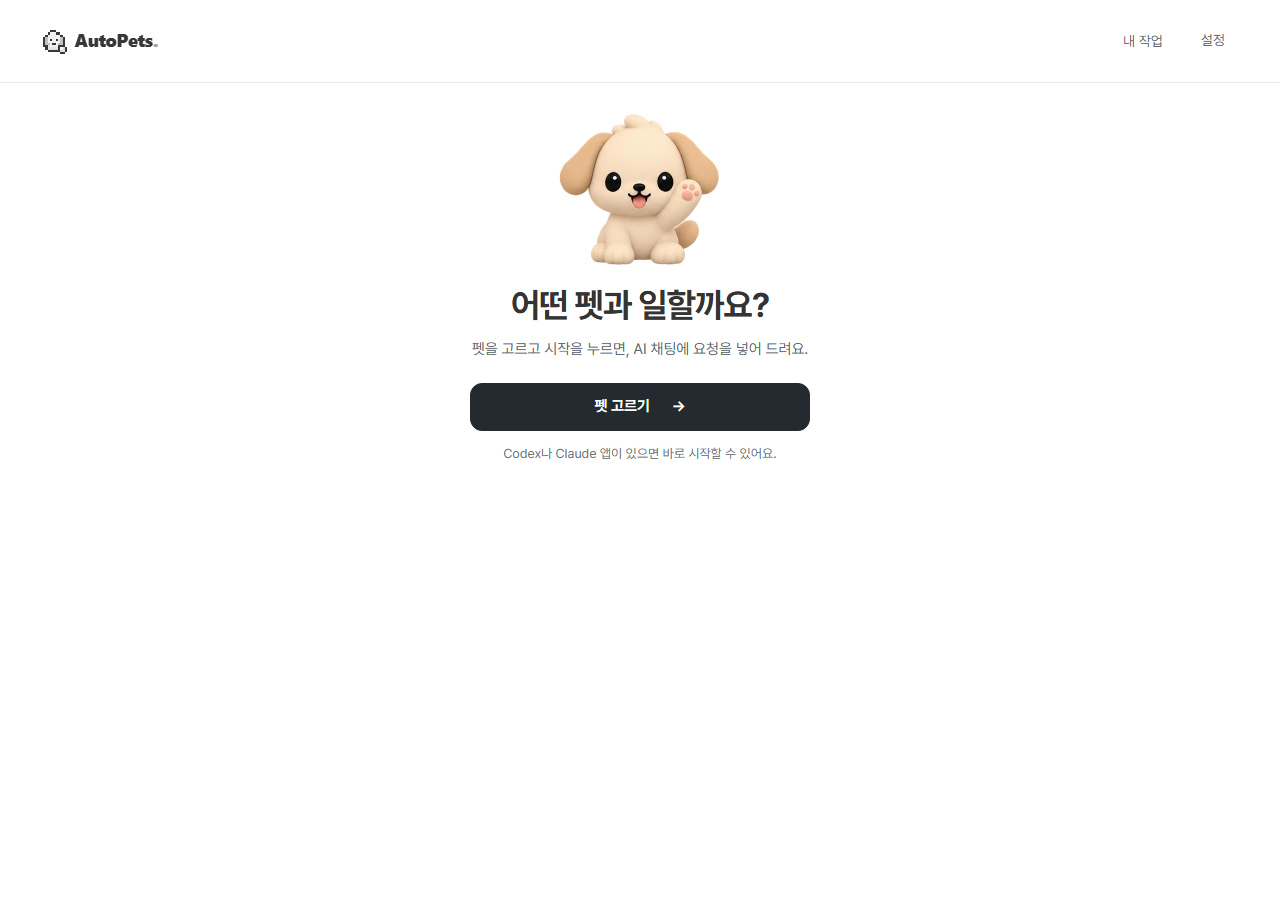 AutoPets.
내 작업
설정
어떤 펫과 일할까요?
펫을 고르고 시작을 누르면, AI 채팅에 요청을 넣어 드려요.
펫 고르기 →
Codex나 Claude 앱이 있으면 바로 시작할 수 있어요.